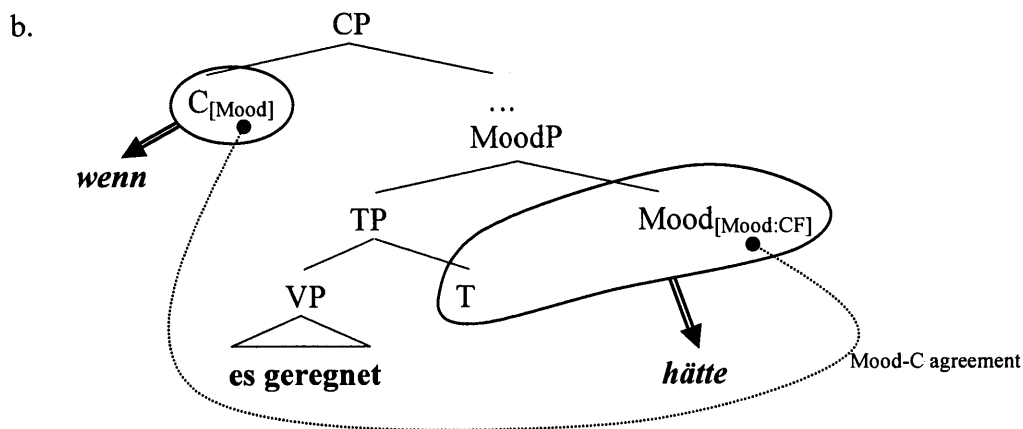 b.
CP
C[Mood]
...
MoodP
wenn
TP
Mood[Mood:CF]
VP
T
es geregnet
hätte
Mood-C agreement